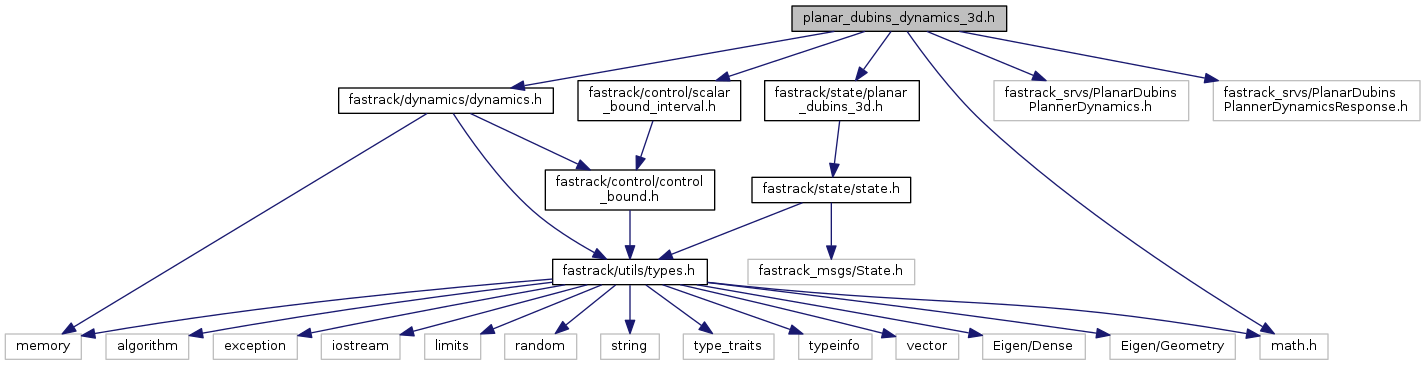 planar_dubins_dynamics_3d.h
fastrack/dynamics/dynamics.h
fastrack/control/scalar
_bound_interval.h
fastrack/state/planar
_dubins_3d.h
fastrack_srvs/PlanarDubins
PlannerDynamics.h
fastrack_srvs/PlanarDubins
PlannerDynamicsResponse.h
fastrack/control/control
_bound.h
fastrack/state/state.h
fastrack/utils/types.h
fastrack_msgs/State.h
memory
algorithm
exception
iostream
limits
random
string
type_traits
typeinfo
vector
Eigen/Dense
Eigen/Geometry
math.h